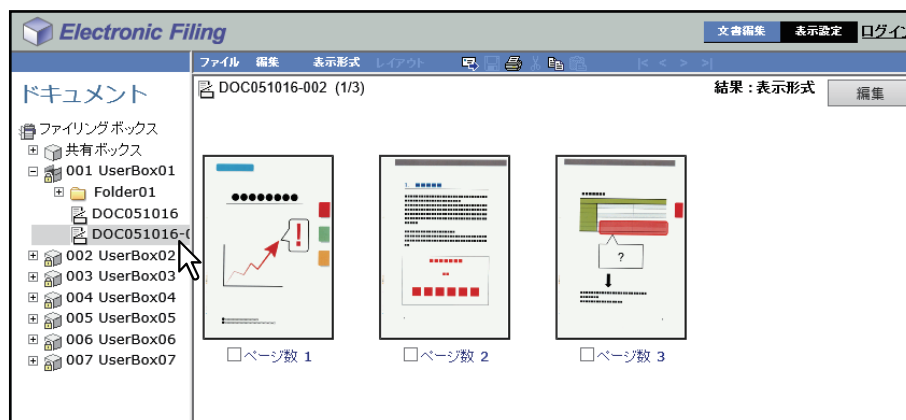 Electronic Filing
文書編集 表示設定 ログイン
ファイル 編集 表示形式 レイアウト |< < > >|
ドキュメント
DOC051016-002 (1/3)
結果：表示形式 編集
ファイリングボックス
共有ボックス
001 UserBox01
Folder01
DOC051016
DOC051016-0
002 UserBox02
003 UserBox03
004 UserBox04
005 UserBox05
006 UserBox06
007 UserBox07
!
1.
?
ページ数 1
ページ数 2
ページ数 3